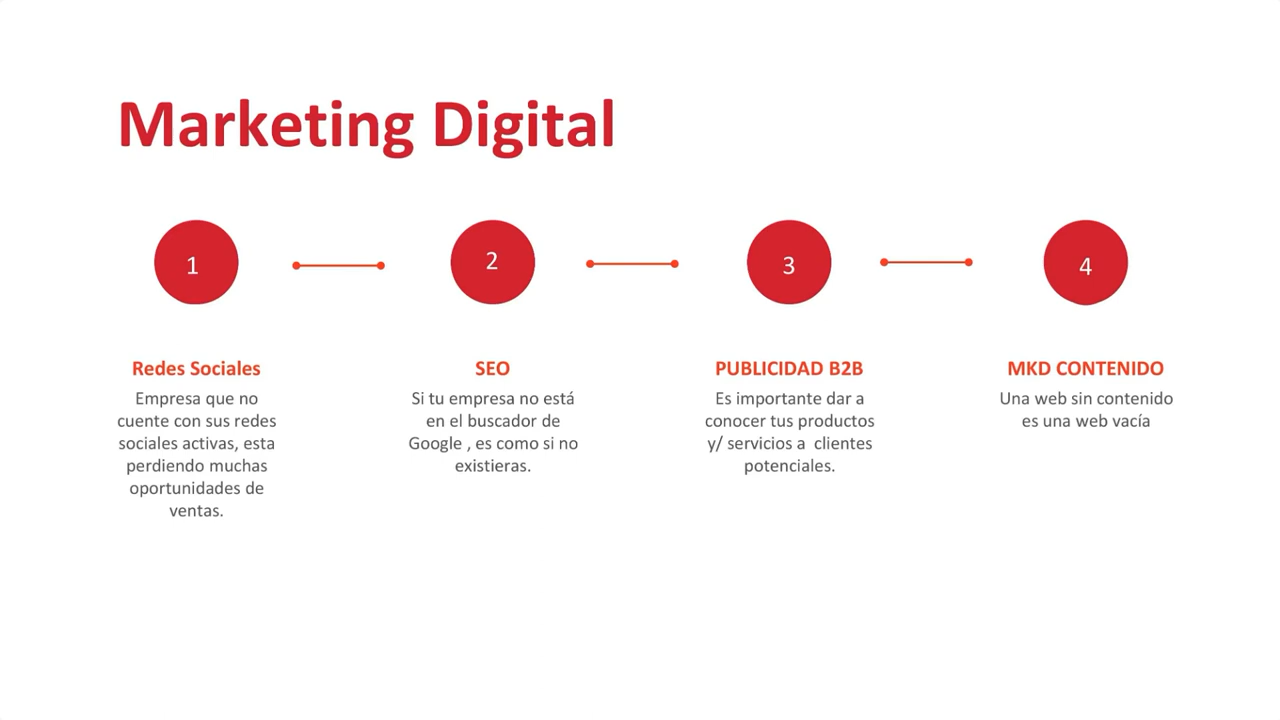 Marketing Digital
1
2
3
4
Redes Sociales
Empresa que no
cuente con sus redes
sociales activas, esta
perdiendo muchas
oportunidades de
ventas.
SEO
Si tu empresa no está
en el buscador de
Google , es como si no
existieras.
PUBLICIDAD B2B
Es importante dar a
conocer tus productos
y/ servicios a  clientes
potenciales.
MKD CONTENIDO
Una web sin contenido
es una web vacía